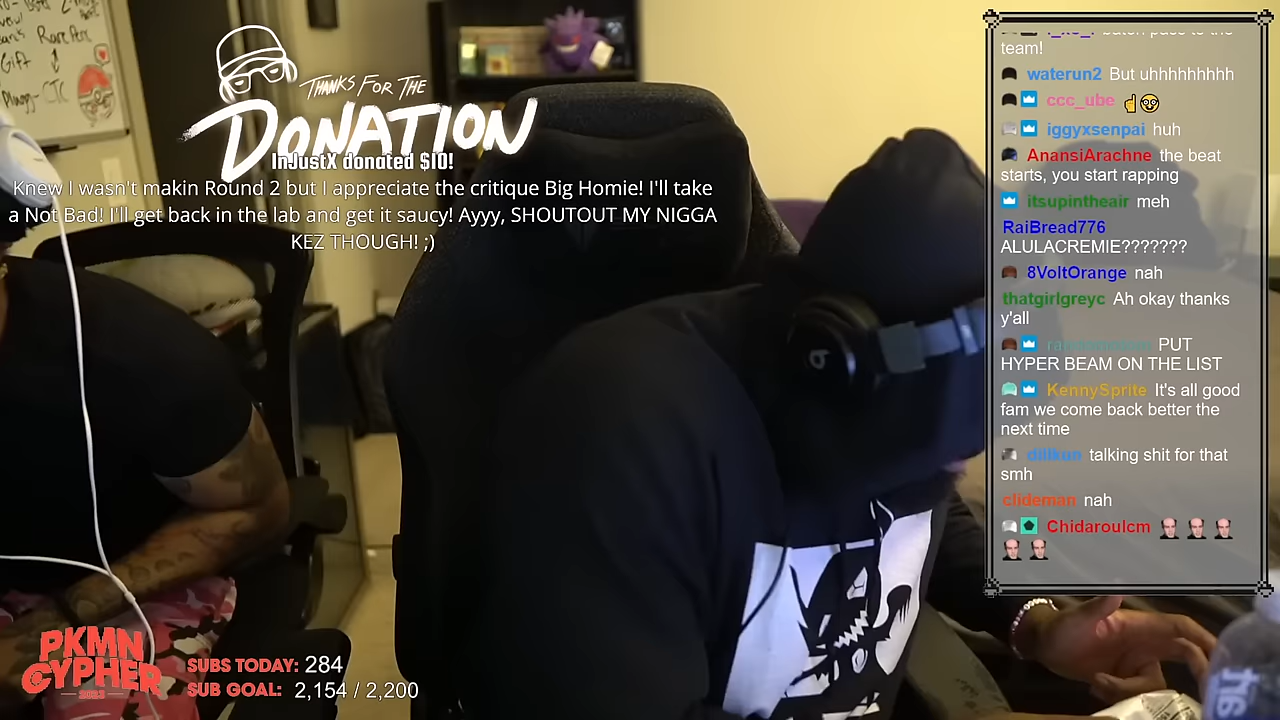 Rare Pere
Gift
THANKS FOR THE
DONATION
InJustX donated $10!
Knew I wasn't makin Round 2 but I appreciate the critique Big Homie! I'll take
a Not Bad! I'll get back in the lab and get it saucy! Ayyy, SHOUTOUT MY NIGGA
KEZ THOUGH! ;)
team!
waterun2 But uhhhhhhhhh
ccc_ube
iggyxsenpai huh
AnansiArachne the beat
starts, you start rapping
itsupintheair meh
RaiBread776
ALULACREMIE???????
8VoltOrange nah
thatgirlgreyc Ah okay thanks
y'all
PUT
HYPER BEAM ON THE LIST
KennySprite It's all good
fam we come back better the
next time
dillkun talking shit for that
smh
clideman nah
Chidaroulcm
PKMN
CYPHER
2023
SUBS TODAY: 284
SUB GOAL: 2,154 / 2,200